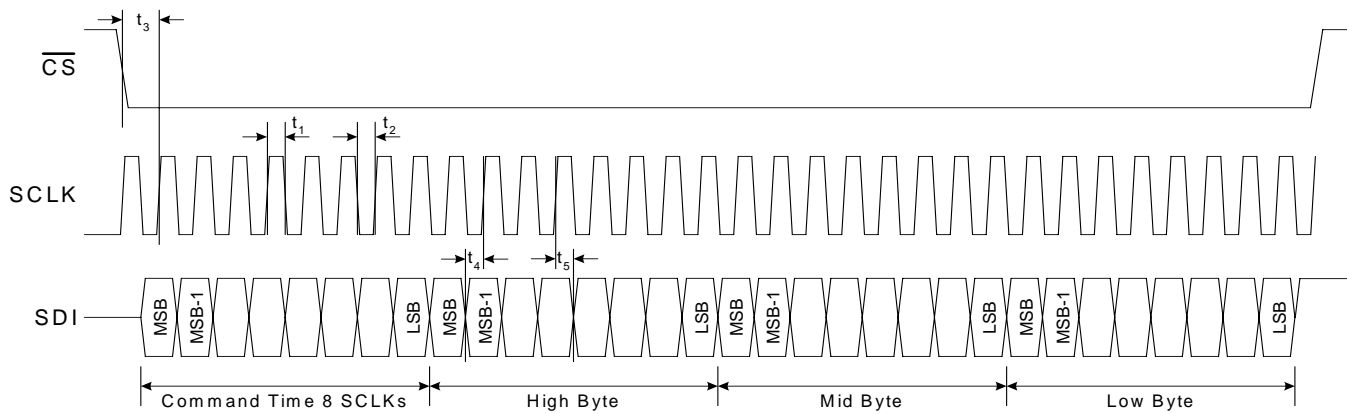 t3
CS
t1
t2
SCLK
t4
t5
SDI
MSB
MSB-1
LSB
MSB
MSB-1
LSB
MSB
MSB-1
LSB
MSB
MSB-1
LSB
Command Time 8 SCLKs
High Byte
Mid Byte
Low Byte